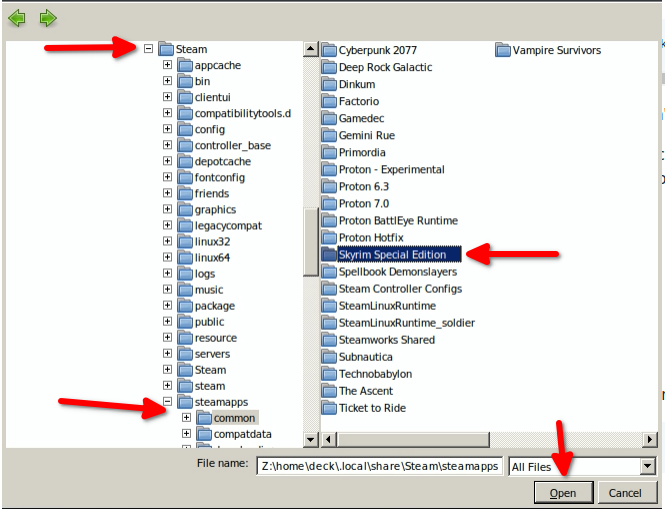 Steam
appcache
bin
clientui
compatibilitytools.d
config
controller_base
depotcache
fontconfig
friends
graphics
legacycompat
linux32
linux64
logs
music
package
public
resource
servers
Steam
steam
steamapps
common
compatdata
Cyberpunk 2077
Deep Rock Galactic
Dinkum
Factorio
Gamedec
Gemini Rue
Primordia
Proton - Experimental
Proton 6.3
Proton 7.0
Proton BattlEye Runtime
Proton Hotfix
Skyrim Special Edition
Spellbook Demonslayers
Steam Controller Configs
SteamLinuxRuntime
SteamLinuxRuntime_soldier
Steamworks Shared
Subnautica
Technobabylon
The Ascent
Ticket to Ride
Vampire Survivors
File name: Z:\home\deck\.local\share\Steam\steamapps All Files
Open Cancel